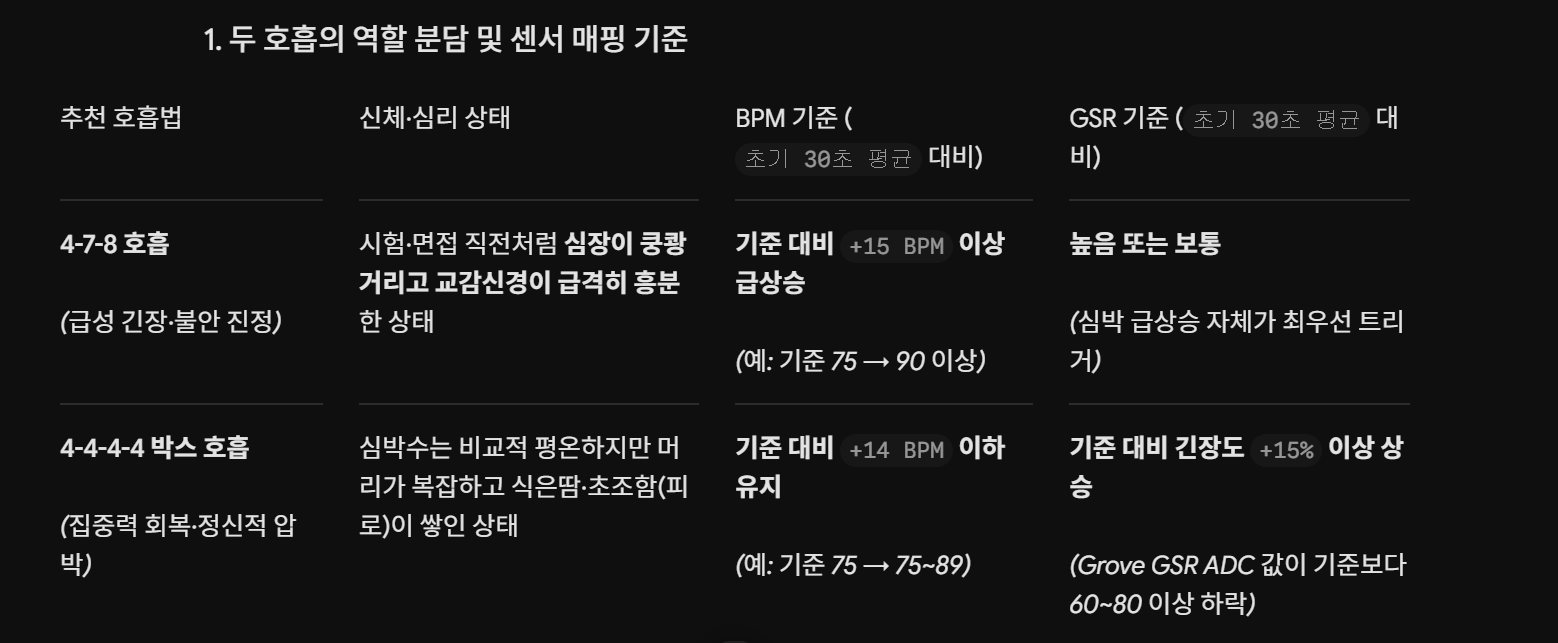 1. 두 호흡의 역할 분담 및 센서 매핑 기준
추천 호흡법
신체·심리 상태
BPM 기준 (
초기 30초 평균 대비)
GSR 기준 ( 초기 30초 평균 대
비)
4-7-8 호흡
(급성 긴장·불안 진정)
시험·면접 직전처럼 심장이 쿵쾅
거리고 교감신경이 급격히 흥분
한 상태
기준 대비 +15 BPM 이상
급상승
(예: 기준 75 → 90 이상)
높음 또는 보통
(심박 급상승 자체가 최우선 트리
거)
4-4-4-4 박스 호흡
(집중력 회복·정신적 압
박)
심박수는 비교적 평온하지만 머
리가 복잡하고 식은땀·초조함(피
로)이 쌓인 상태
기준 대비 +14 BPM 이하
유지
(예: 기준 75 → 75~89)
기준 대비 긴장도 +15% 이상 상
승
(Grove GSR ADC 값이 기준보다
60~80 이상 하락)